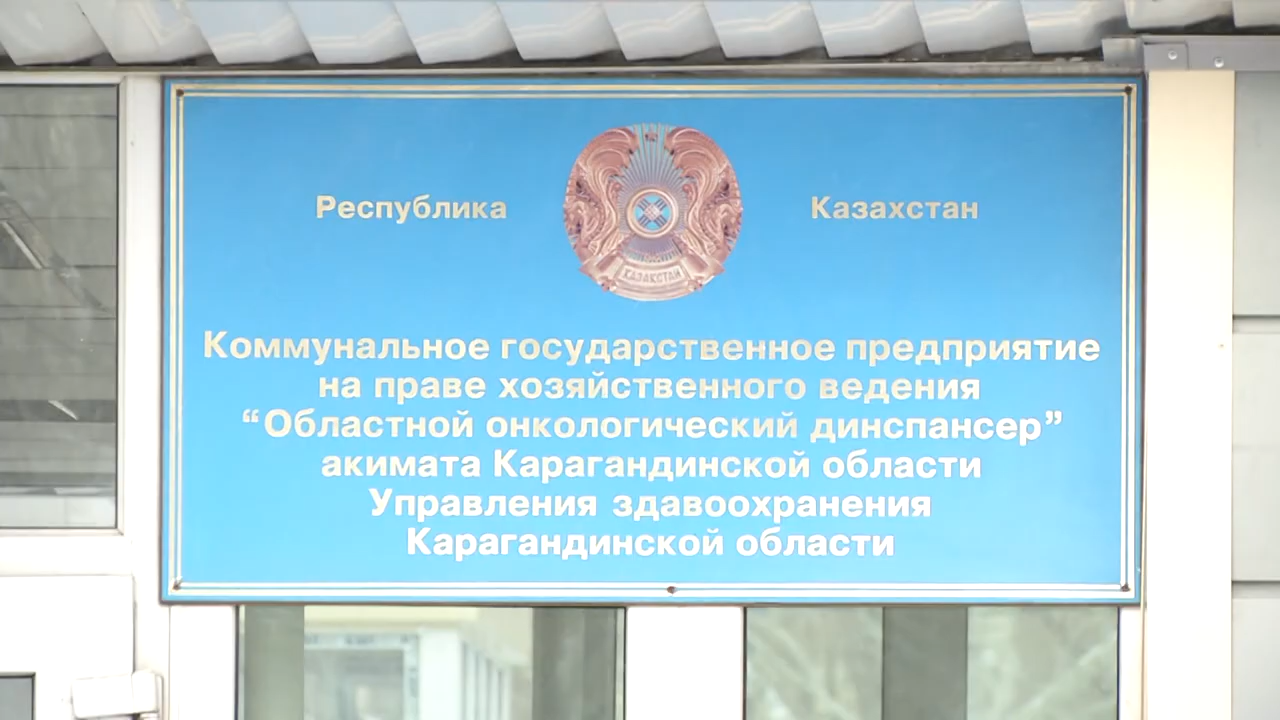 Республика Казахстан
КАЗАКСТАН
Коммунальное государственное предприятие
на праве хозяйственного ведения
“Областной онкологический динспансер”
акимата Карагандинской области
Управления здавоохранения
Карагандинской области